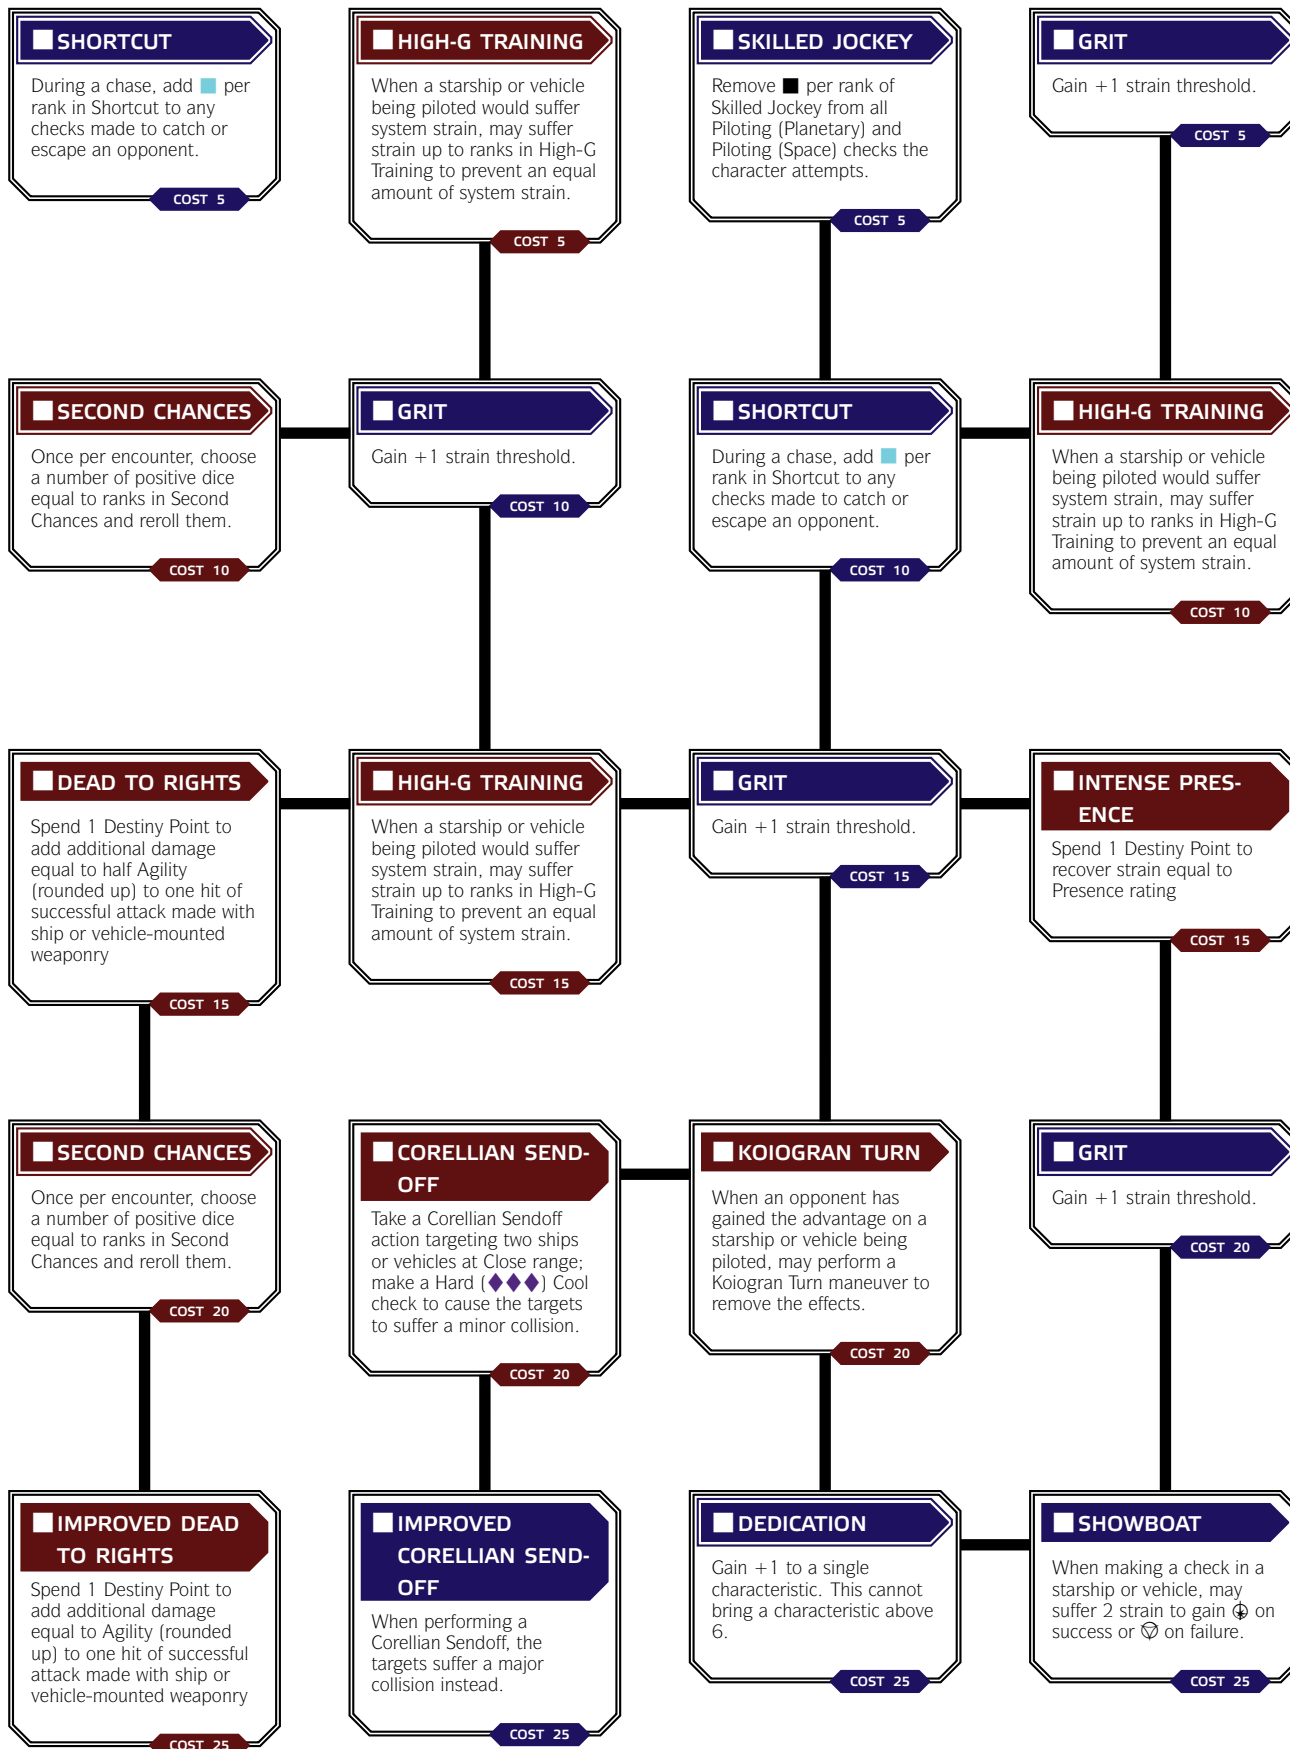 SHORTCUT
During a chase, add per
rank in Shortcut to any
checks made to catch or
escape an opponent.
COST 5
HIGH-G TRAINING
When a starship or vehicle
being piloted would suffer
system strain, may suffer
strain up to ranks in High-G
Training to prevent an equal
amount of system strain.
COST 5
SKILLED JOCKEY
Remove per rank of
Skilled Jockey from all
Piloting (Planetary) and
Piloting (Space) checks the
character attempts.
COST 5
GRIT
Gain +1 strain threshold.
COST 5
SECOND CHANCES
Once per encounter, choose
a number of positive dice
equal to ranks in Second
Chances and reroll them.
COST 10
GRIT
Gain +1 strain threshold.
COST 10
SHORTCUT
During a chase, add per
rank in Shortcut to any
checks made to catch or
escape an opponent.
COST 10
HIGH-G TRAINING
When a starship or vehicle
being piloted would suffer
system strain, may suffer
strain up to ranks in High-G
Training to prevent an equal
amount of system strain.
COST 10
DEAD TO RIGHTS
Spend 1 Destiny Point to
add additional damage
equal to half Agility
(rounded up) to one hit of
successful attack made with
ship or vehicle-mounted
weaponry
COST 15
HIGH-G TRAINING
When a starship or vehicle
being piloted would suffer
system strain, may suffer
strain up to ranks in High-G
Training to prevent an equal
amount of system strain.
COST 15
GRIT
Gain +1 strain threshold.
COST 15
INTENSE PRES-
ENCE
Spend 1 Destiny Point to
recover strain equal to
Presence rating
COST 15
SECOND CHANCES
Once per encounter, choose
a number of positive dice
equal to ranks in Second
Chances and reroll them.
COST 20
CORELLIAN SEND-
OFF
Take a Corellian Sendoff
action targeting two ships
or vehicles at Close range;
make a Hard (◆◆◆) Cool
check to cause the targets
to suffer a minor collision.
COST 20
KOIOGRAN TURN
When an opponent has
gained the advantage on a
starship or vehicle being
piloted, may perform a
Koiogran Turn maneuver to
remove the effects.
COST 20
GRIT
Gain +1 strain threshold.
COST 20
IMPROVED DEAD
TO RIGHTS
Spend 1 Destiny Point to
add additional damage
equal to Agility (rounded
up) to one hit of successful
attack made with ship or
vehicle-mounted weaponry
COST 25
IMPROVED
CORELLIAN SEND-
OFF
When performing a
Corellian Sendoff, the
targets suffer a major
collision instead.
COST 25
DEDICATION
Gain +1 to a single
characteristic. This cannot
bring a characteristic above
6.
COST 25
SHOWBOAT
When making a check in a
starship or vehicle, may
suffer 2 strain to gain on
success or on failure.
COST 25